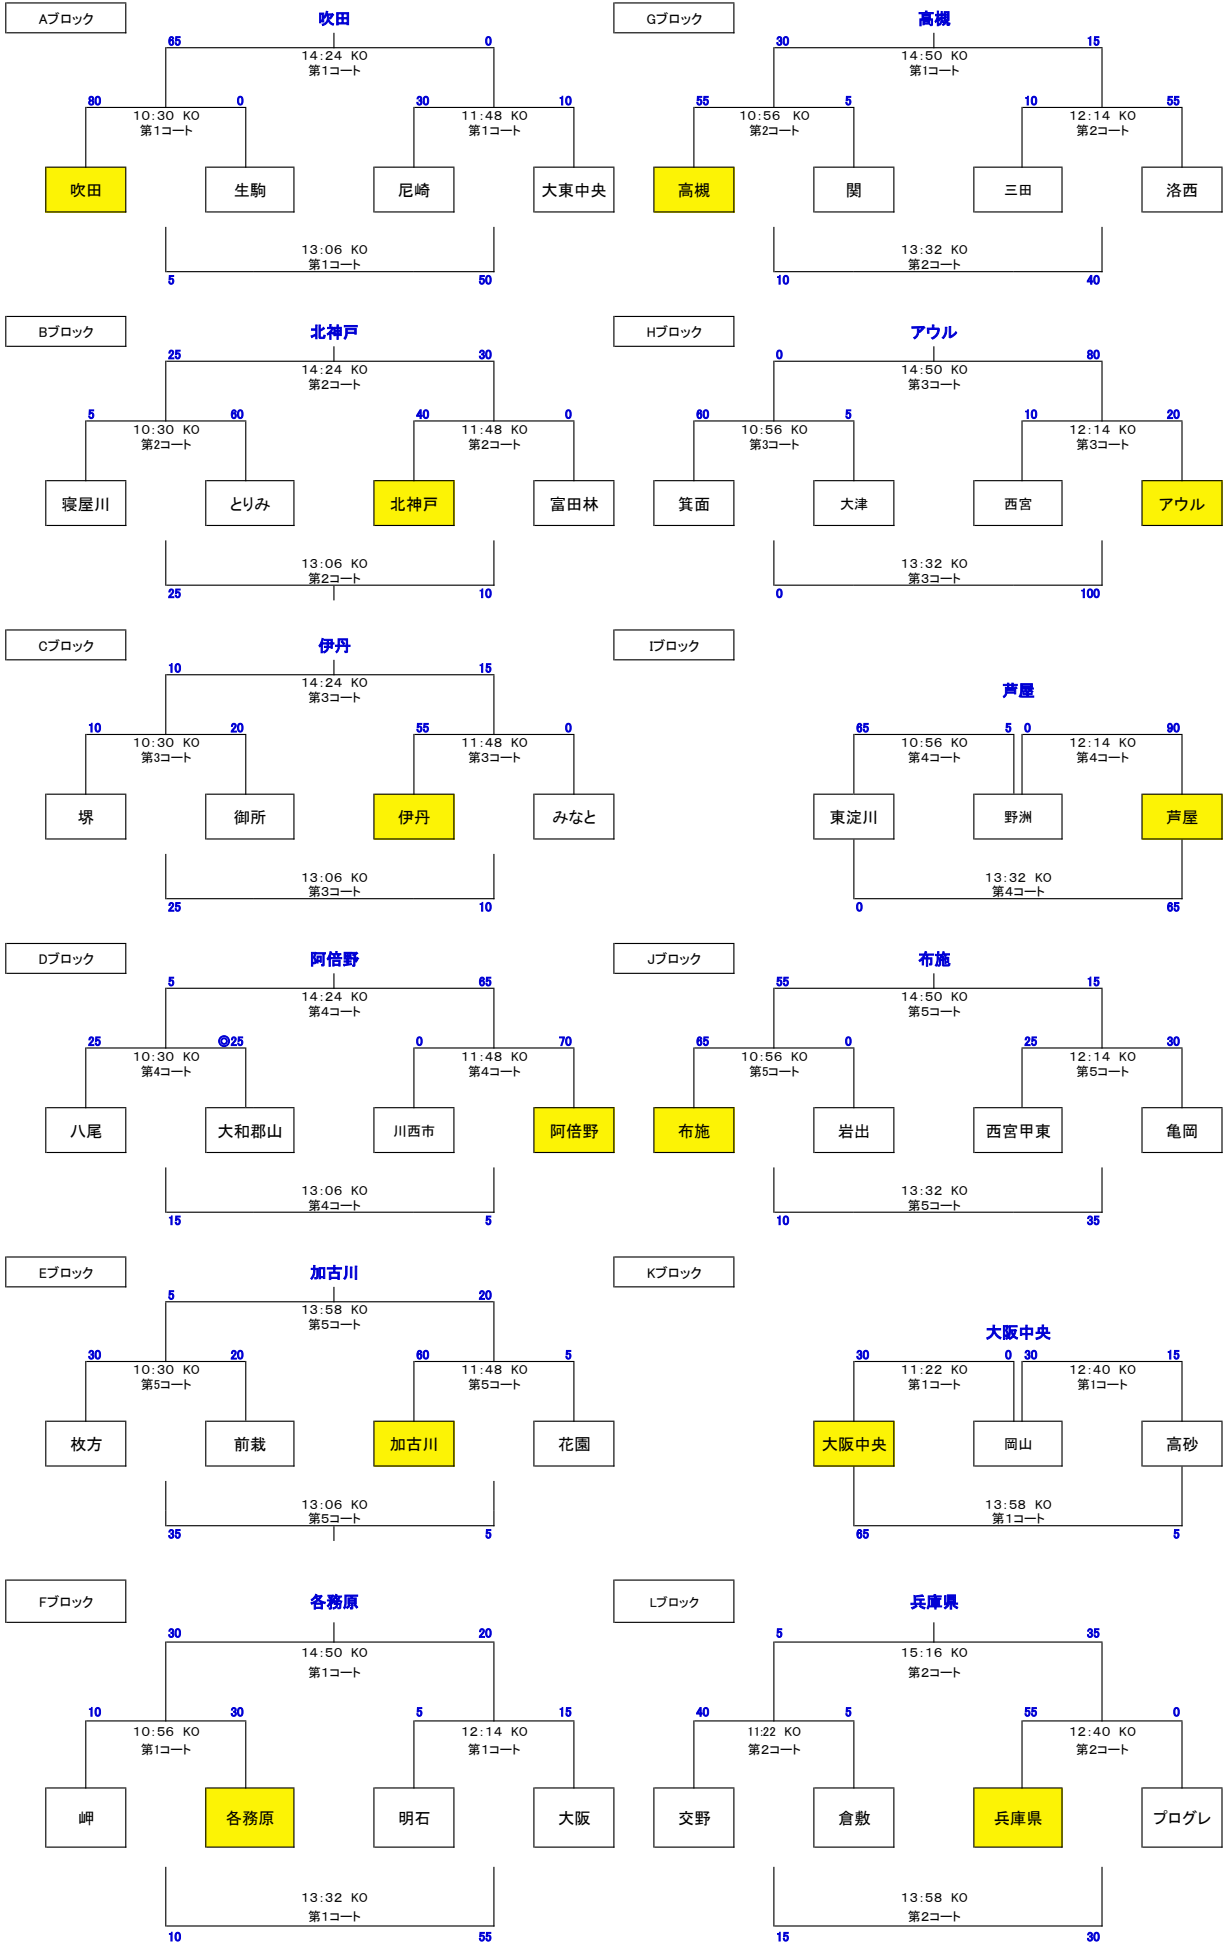 Aブロック
吹田
65 0
14:24 KO
第1コート
80 0 30 10
10:30 KO 11:48 KO
第1コート 第1コート
吹田 生駒 尼崎 大東中央
13:06 KO
第1コート
5 50
Bブロック
北神戸
25 30
14:24 KO
第2コート
5 60 40 0
10:30 KO 11:48 KO
第2コート 第2コート
寝屋川 とりみ 北神戸 富田林
13:06 KO
第2コート
25 10
Cブロック
伊丹
10 15
14:24 KO
第3コート
10 20 55 0
10:30 KO 11:48 KO
第3コート 第3コート
堺 御所 伊丹 みなと
13:06 KO
第3コート
25 10
Dブロック
阿倍野
5 65
14:24 KO
第4コート
25 ◎25 0 70
10:30 KO 11:48 KO
第4コート 第4コート
八尾 大和郡山 川西市 阿倍野
13:06 KO
第4コート
15 5
Eブロック
加古川
5 20
13:58 KO
第5コート
30 20 60 5
10:30 KO 11:48 KO
第5コート 第5コート
枚方 前栽 加古川 花園
13:06 KO
第5コート
35 5
Fブロック
各務原
30 20
14:50 KO
第1コート
10 30 5 15
10:56 KO 12:14 KO
第1コート 第1コート
岬 各務原 明石 大阪
13:32 KO
第1コート
10 55
Gブロック
高槻
30 15
14:50 KO
第1コート
55 5 10 55
10:56 KO 12:14 KO
第2コート 第2コート
高槻 関 三田 洛西
13:32 KO
第2コート
10 40
Hブロック
アウル
0 80
14:50 KO
第3コート
60 5 10 20
10:56 KO 12:14 KO
第3コート 第3コート
箕面 大津 西宮 アウル
13:32 KO
第3コート
0 100
Iブロック
芦屋
65 5 0 90
10:56 KO 12:14 KO
第4コート 第4コート
東淀川 野洲 芦屋
13:32 KO
第4コート
0 65
Jブロック
布施
55 15
14:50 KO
第5コート
65 0 25 30
10:56 KO 12:14 KO
第5コート 第5コート
布施 岩出 西宮甲東 亀岡
13:32 KO
第5コート
10 35
Kブロック
大阪中央
30 0 30 15
11:22 KO 12:40 KO
第1コート 第1コート
大阪中央 岡山 高砂
13:58 KO
第1コート
65 5
Lブロック
兵庫県
5 35
15:16 KO
第2コート
40 5 55 0
11:22 KO 12:40 KO
第2コート 第2コート
交野 倉敷 兵庫県 プログレ
13:58 KO
第2コート
15 30